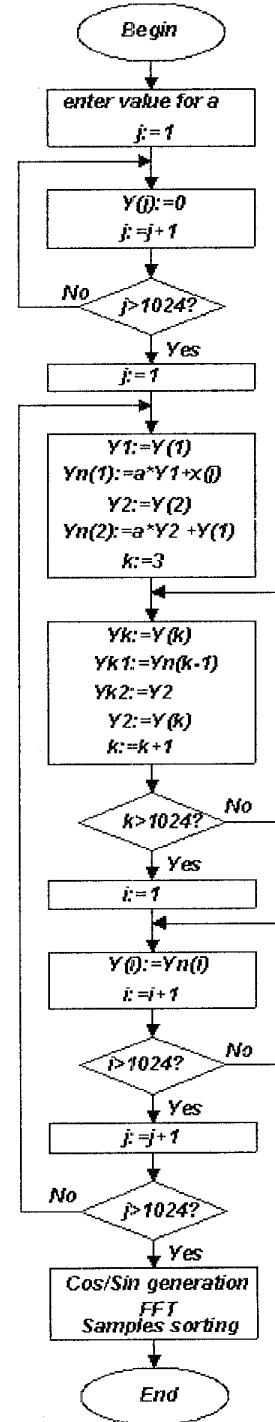 Begin
enter value for a
j:=1
Y(j):=0
j:=j+1
No
j>1024?
Yes
j:=1
Y1:=Y(1)
Yn(1):=a*Y1+x(j)
Y2:=Y(2)
Yn(2):=a*Y2 +Y(1)
k:=3
Yk:=Y(k)
Yk1:=Yn(k-1)
Yk2:=Y2
Y2:=Y(k)
k:=k+1
k>1024?
No
Yes
i:=1
Y(i):=Yn(i)
i:=i+1
i>1024?
No
Yes
j:=j+1
No
j>1024?
Yes
Cos/Sin generation
FFT
Samples sorting
End